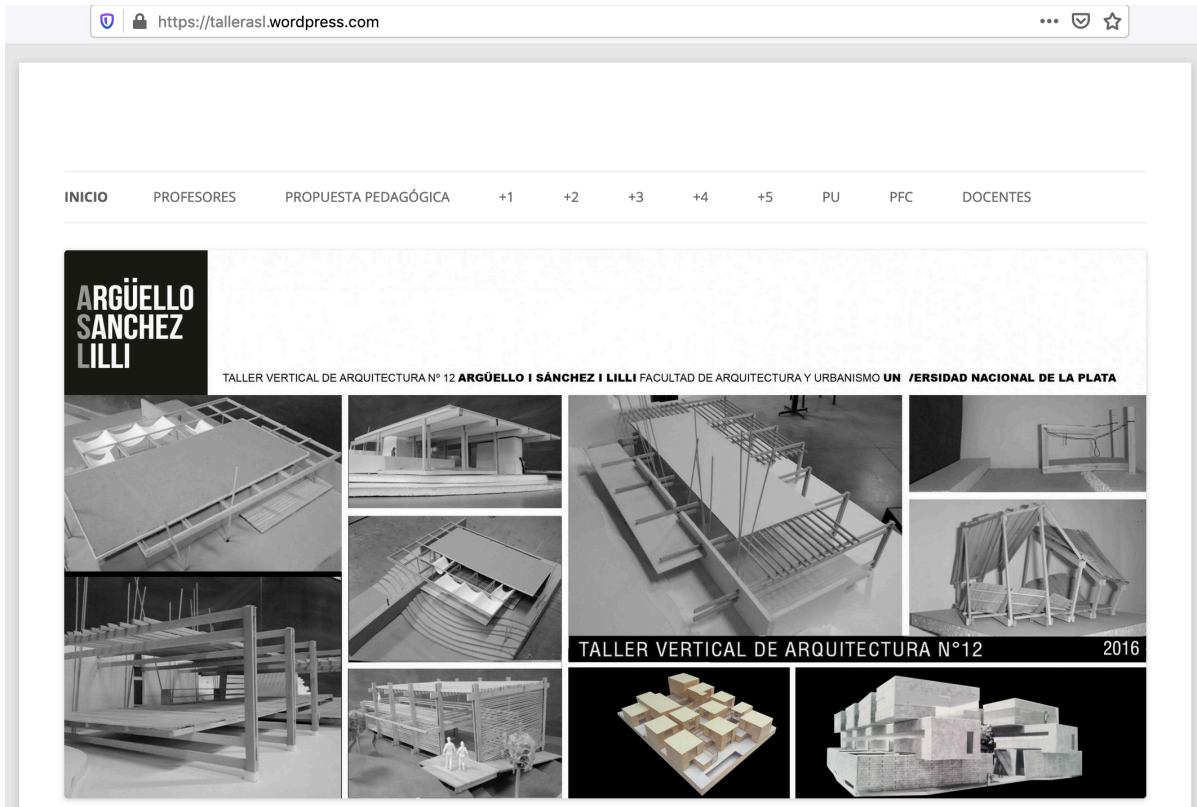 https://tallerasl.wordpress.com
INICIO PROFESORES PROPUESTA PEDAGÓGICA +1 +2 +3 +4 +5 PU PFC DOCENTES
ARGÜELLO
SANCHEZ
LILLI
TALLER VERTICAL DE ARQUITECTURA Nº 12 ARGÜELLO I SÁNCHEZ I LILLI FACULTAD DE ARQUITECTURA Y URBANISMO UN /ERSIDAD NACIONAL DE LA PLATA
TALLER VERTICAL DE ARQUITECTURA N°12 2016